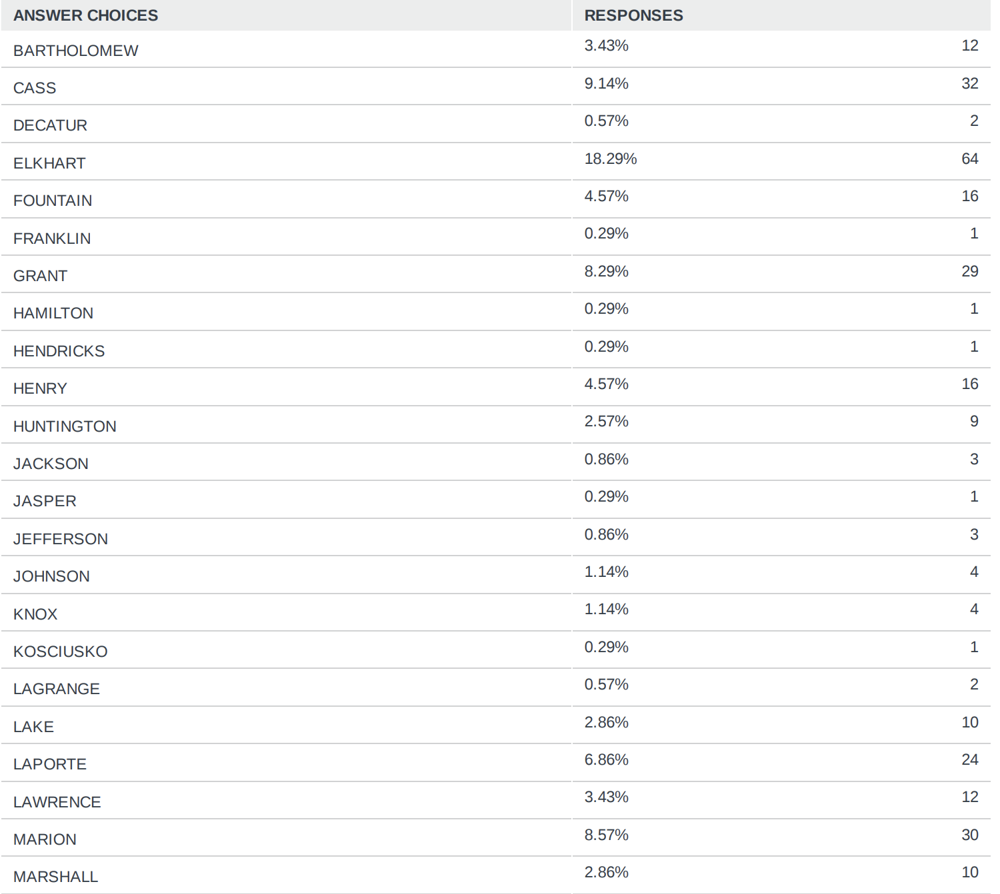 ANSWER CHOICES RESPONSES
BARTHOLOMEW 3.43% 12
CASS 9.14% 32
DECATUR 0.57% 2
ELKHART 18.29% 64
FOUNTAIN 4.57% 16
FRANKLIN 0.29% 1
GRANT 8.29% 29
HAMILTON 0.29% 1
HENDRICKS 0.29% 1
HENRY 4.57% 16
HUNTINGTON 2.57% 9
JACKSON 0.86% 3
JASPER 0.29% 1
JEFFERSON 0.86% 3
JOHNSON 1.14% 4
KNOX 1.14% 4
KOSCIUSKO 0.29% 1
LAGRANGE 0.57% 2
LAKE 2.86% 10
LAPORTE 6.86% 24
LAWRENCE 3.43% 12
MARION 8.57% 30
MARSHALL 2.86% 10